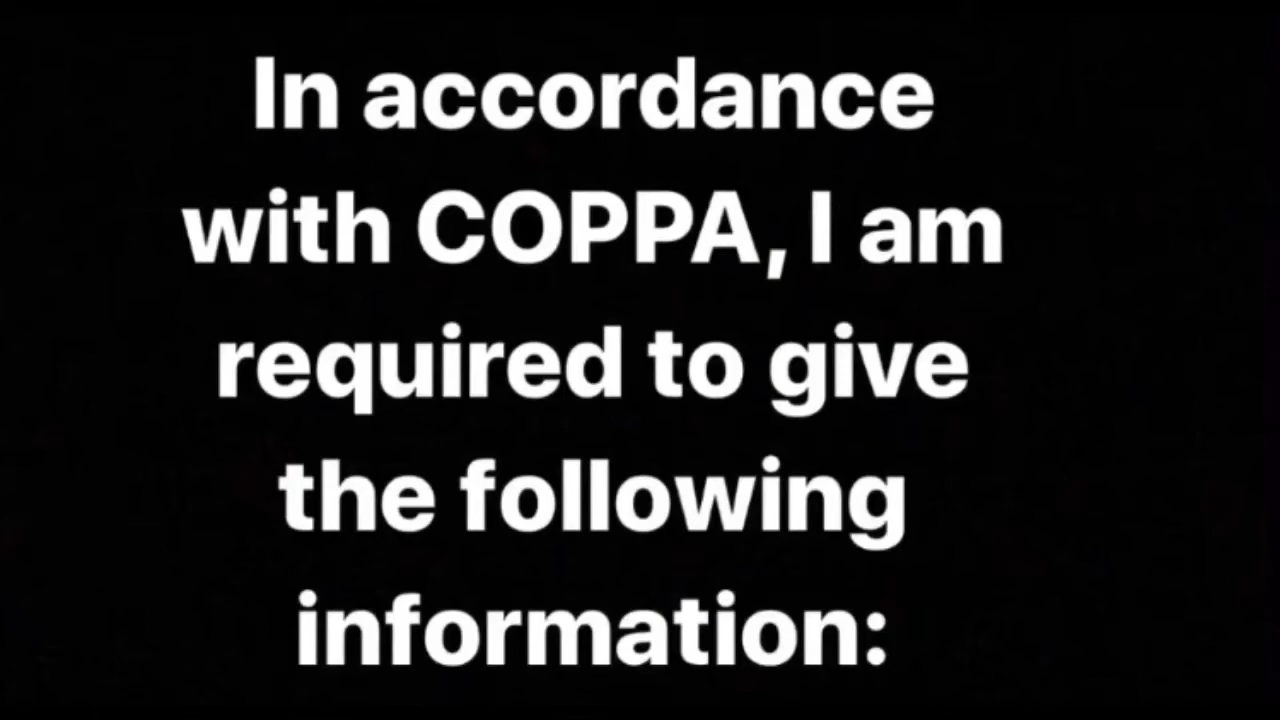 In accordance
with COPPA, I am
required to give
the following
information: